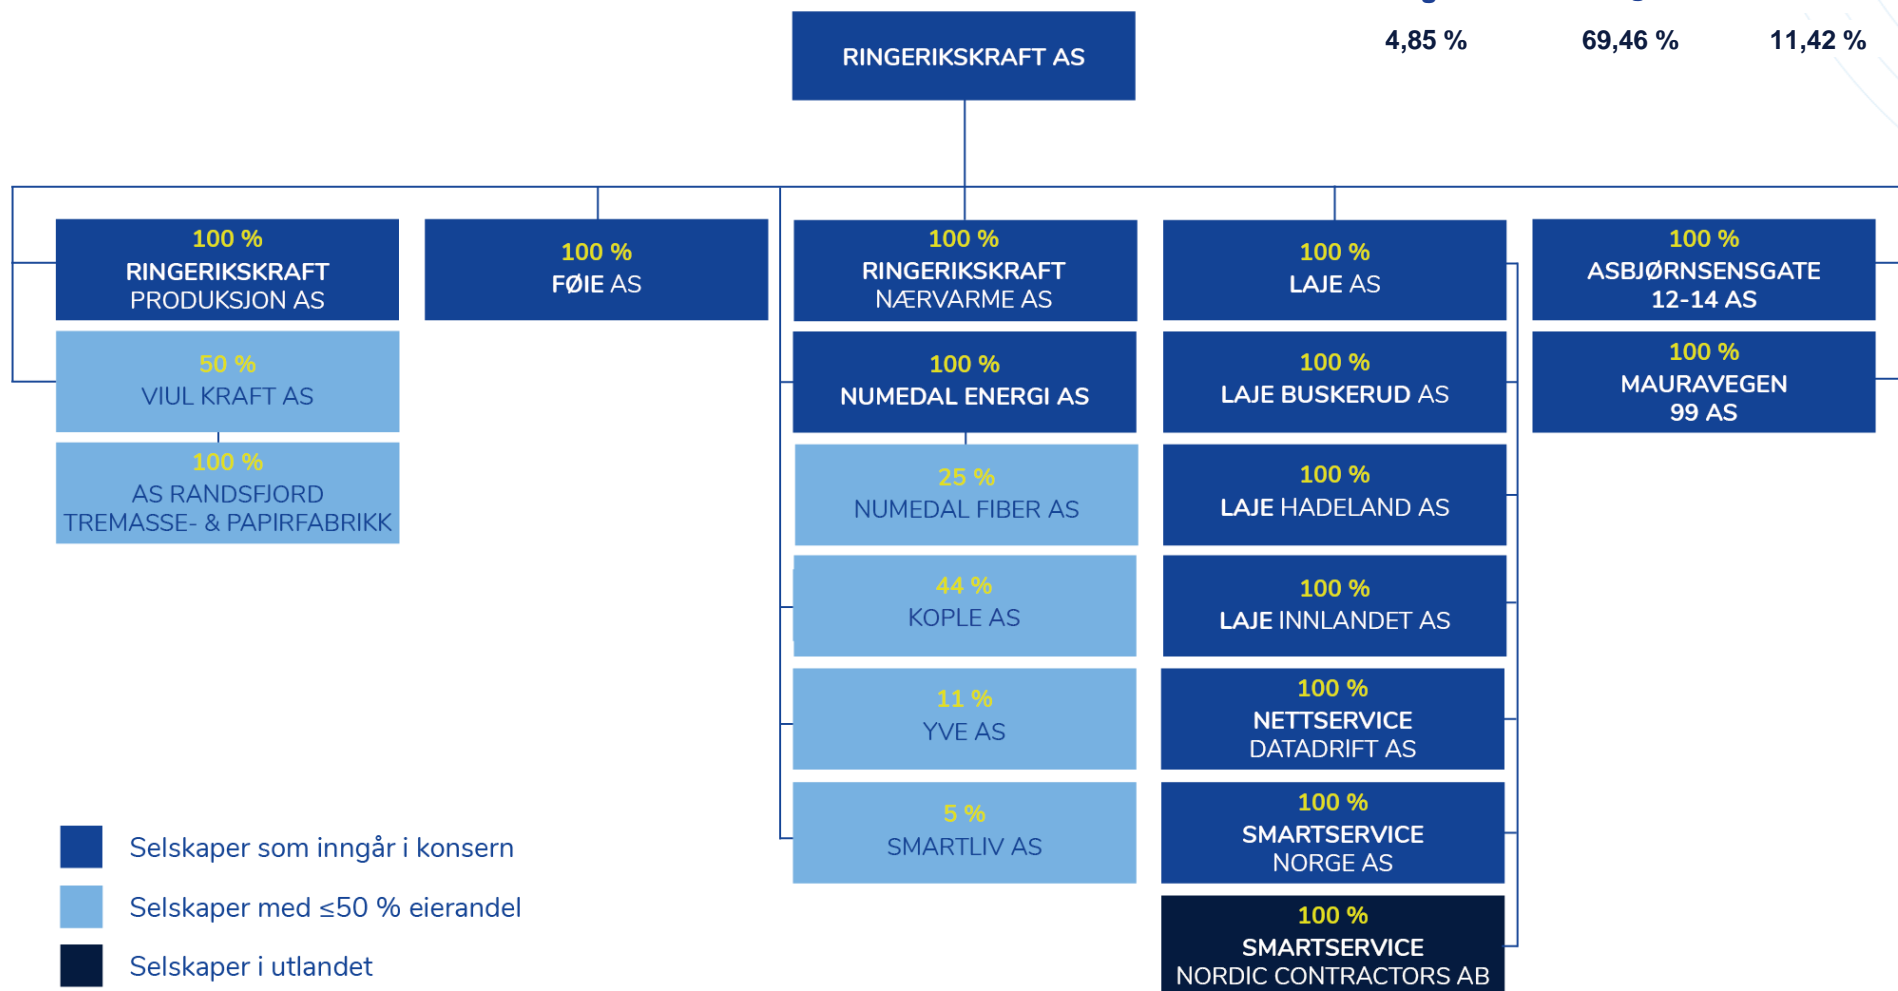 4,85 %
69,46 %
11,42 %
RINGERIKSKRAFT AS
100 %
RINGERIKSKRAFT
PRODUKSJON AS
50 %
VIUL KRAFT AS
100 %
AS RANDSFJORD
TREMASSE- & PAPIRFABRIKK
100 %
FØIE AS
100 %
RINGERIKSKRAFT
NÆRVARME AS
100 %
NUMEDAL ENERGI AS
25 %
NUMEDAL FIBER AS
44 %
KOPLE AS
11 %
YVE AS
5 %
SMARTLIV AS
100 %
LAJE AS
100 %
LAJE BUSKERUD AS
100 %
LAJE HADELAND AS
100 %
LAJE INNLANDET AS
100 %
NETTSERVICE
DATADRIFT AS
100 %
SMARTSERVICE
NORGE AS
100 %
SMARTSERVICE
NORDIC CONTRACTORS AB
100 %
ASBJØRNSENSGATE
12-14 AS
100 %
MAURAVEGEN
99 AS
Selskaper som inngår i konsern
Selskaper med ≤50 % eierandel
Selskaper i utlandet